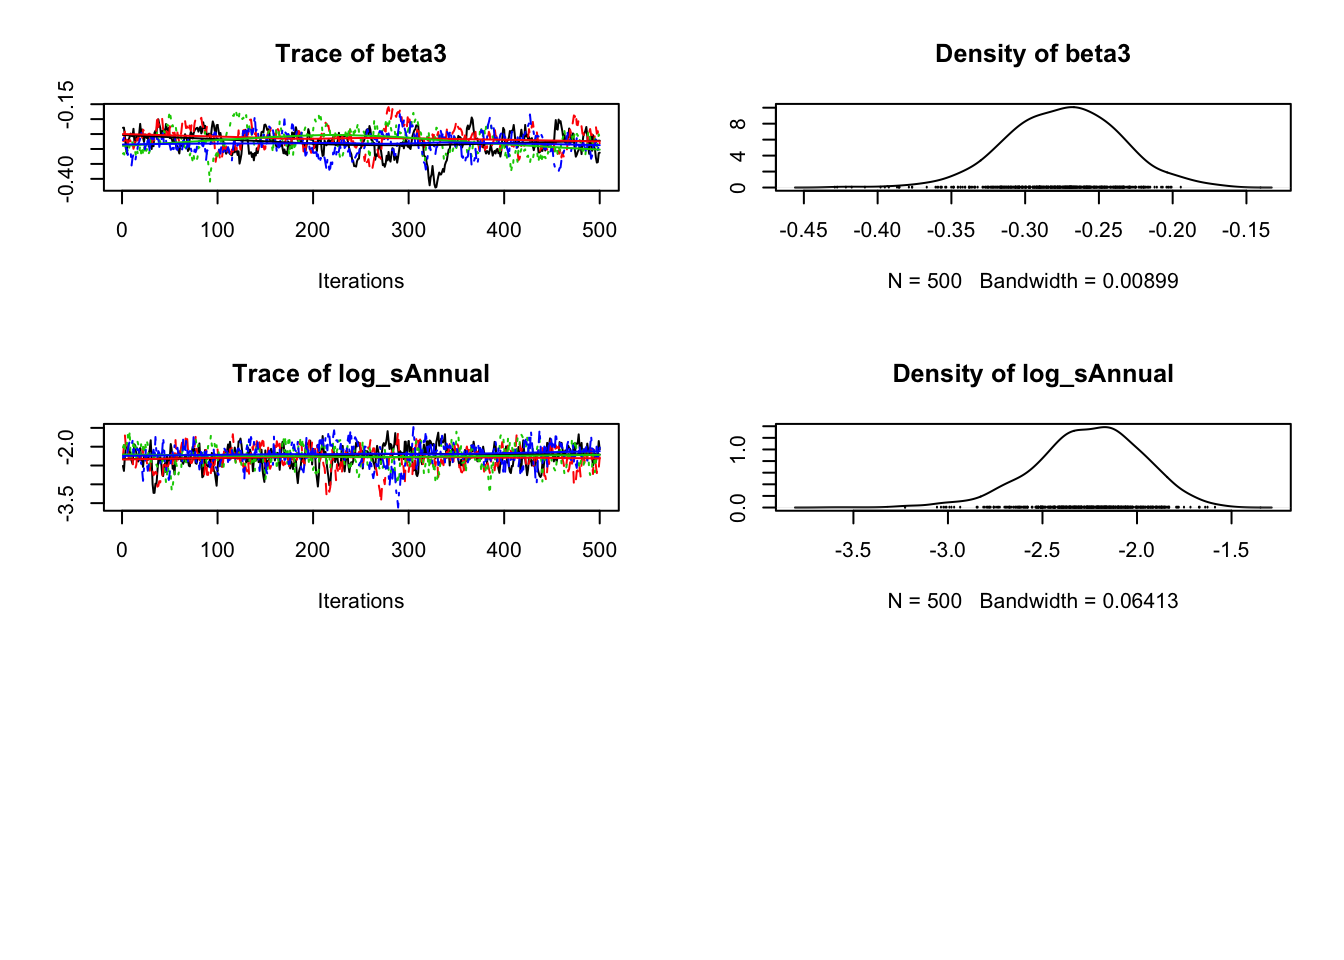 Trace of beta3
-0.15
-0.40
0 100 200 300 400 500
Iterations
Density of beta3
8
4
0
-0.45 -0.40 -0.35 -0.30 -0.25 -0.20 -0.15
N = 500 Bandwidth = 0.00899
Trace of log_sAnnual
-2.0
-3.5
0 100 200 300 400 500
Iterations
Density of log_sAnnual
1.0
0.0
-3.5 -3.0 -2.5 -2.0 -1.5
N = 500 Bandwidth = 0.06413